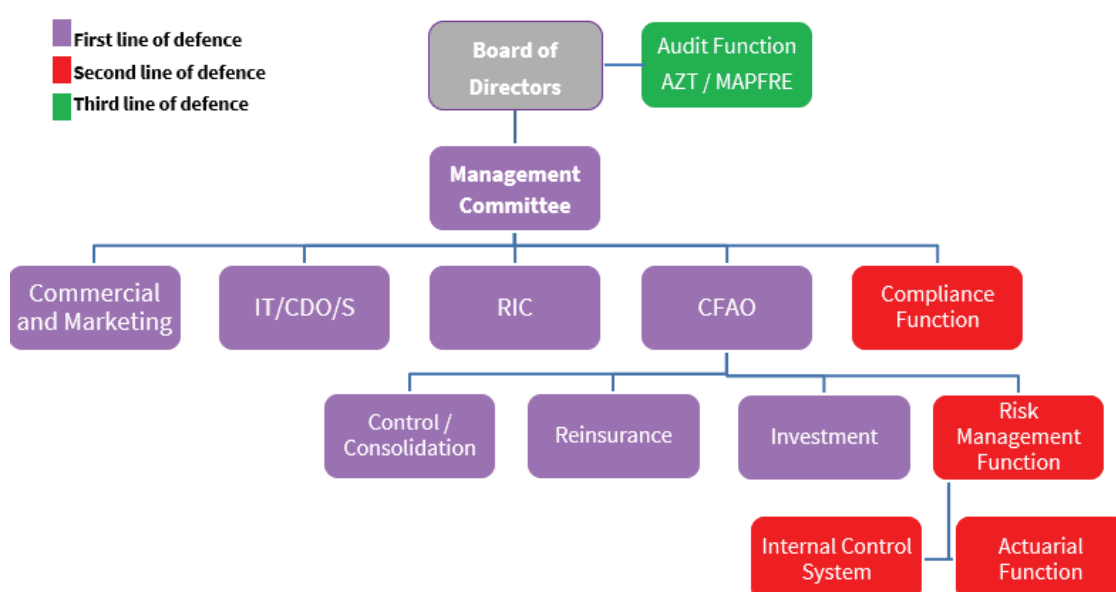 First line of defence
Second line of defence
Third line of defence
Board of
Directors
Audit Function
AZT / MAPFRE
Management
Committee
Commercial
and Marketing
IT/CDO/S
RIC
CFAO
Compliance
Function
Control /
Consolidation
Reinsurance
Investment
Risk
Management
Function
Internal Control
System
Actuarial
Function